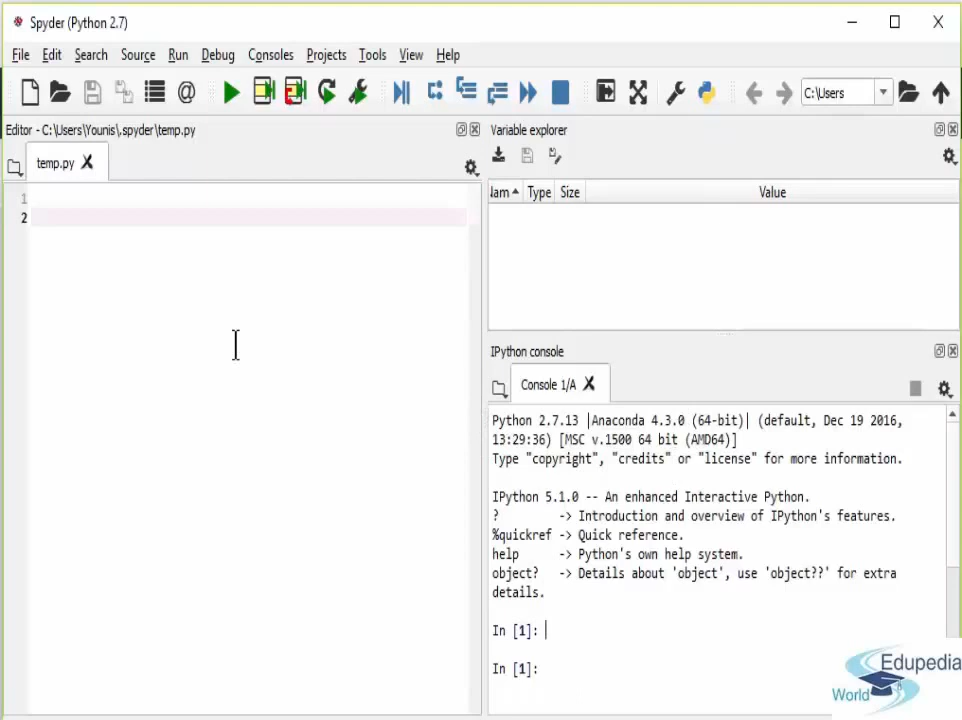 Spyder (Python 2.7)
File Edit Search Source Run Debug Consoles Projects Tools View Help
C:\Users
Editor - C:\Users\Younis\.spyder\temp.py
temp.py
1
2
Variable explorer
Nam Type Size Value
IPython console
Console 1/A
Python 2.7.13 |Anaconda 4.3.0 (64-bit)| (default, Dec 19 2016,
13:29:36) [MSC v.1500 64 bit (AMD64)]
Type "copyright", "credits" or "license" for more information.
IPython 5.1.0 -- An enhanced Interactive Python.
? -> Introduction and overview of IPython's features.
%quickref -> Quick reference.
help -> Python's own help system.
object? -> Details about 'object', use 'object??' for extra
details.
In [1]:
In [1]:
Edupedia
World